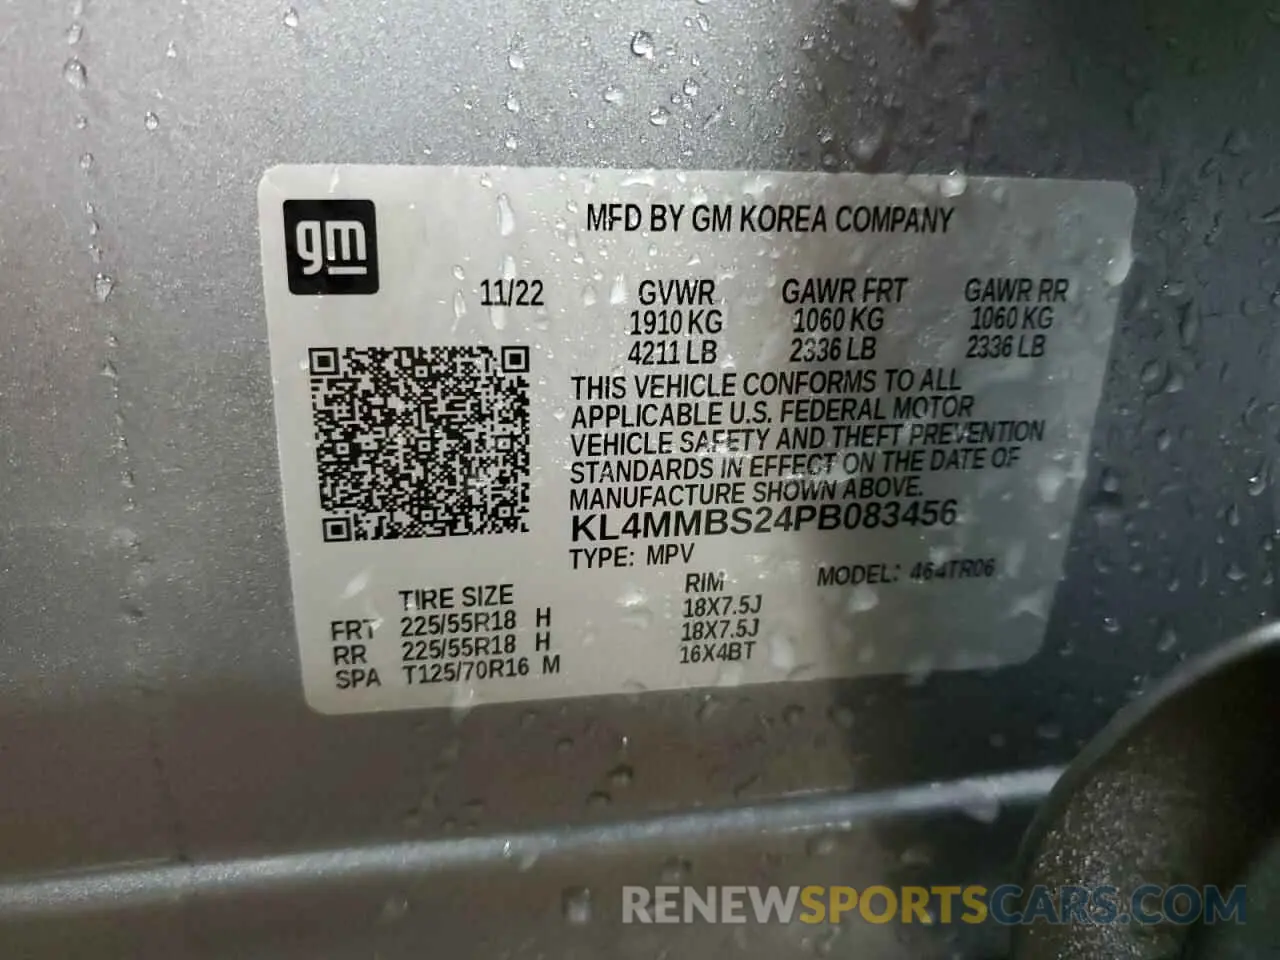 gm
MFD BY GM KOREA COMPANY
11/22 GVWR GAWR FRT GAWR RR
1910 KG 1060 KG 1060 KG
4211 LB 2336 LB 2336 LB
THIS VEHICLE CONFORMS TO ALL
APPLICABLE U.S. FEDERAL MOTOR
VEHICLE SAFETY AND THEFT PREVENTION
STANDARDS IN EFFECT ON THE DATE OF
MANUFACTURE SHOWN ABOVE.
KL4MMBS24PB083456
TYPE: MPV MODEL: 464TR06
TIRE SIZE RIM
FRT 225/55R18 H 18X7.5J
RR 225/55R18 H 18X7.5J
SPA T125/70R16 M 16X4BT
RENEWSPORTSCARS.COM